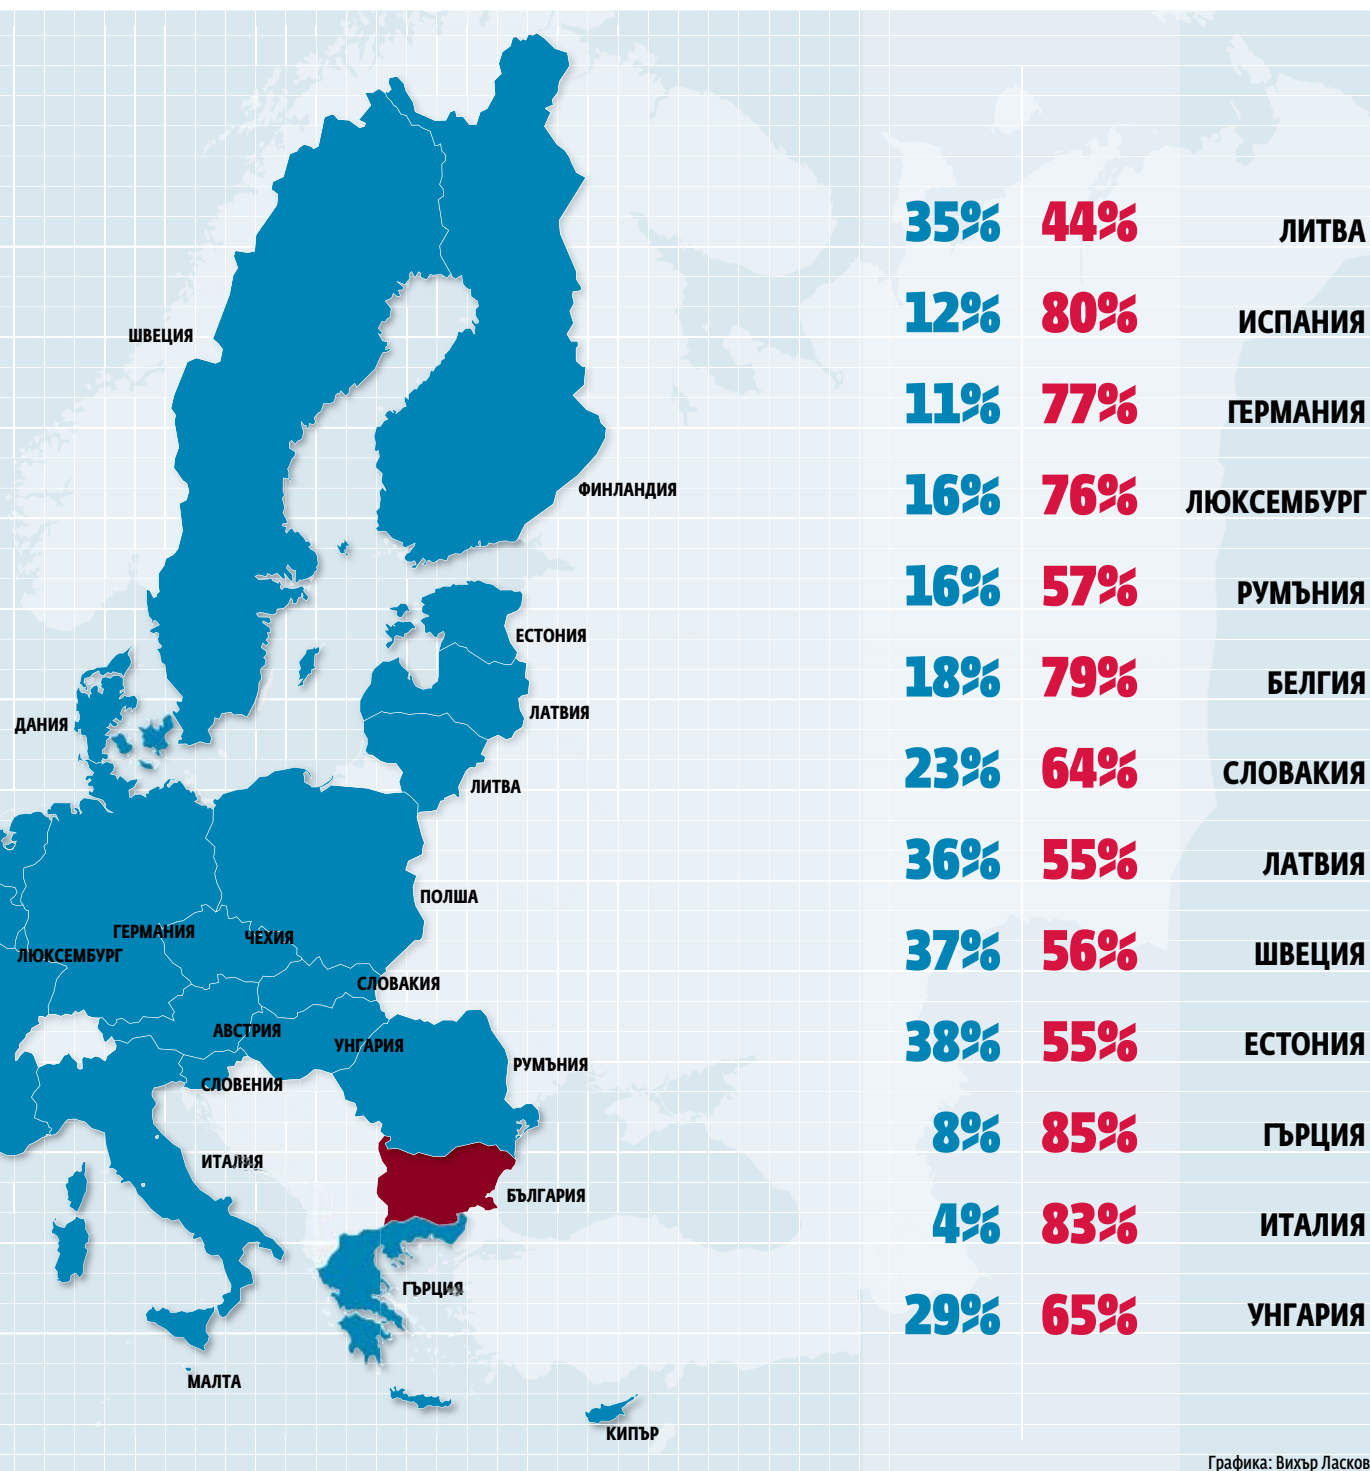 35% 44% ЛИТВА
12% 80% ИСПАНИЯ
11% 77% ГЕРМАНИЯ
16% 76% ЛЮКСЕМБУРГ
16% 57% РУМЪНИЯ
18% 79% БЕЛГИЯ
23% 64% СЛОВАКИЯ
36% 55% ЛАТВИЯ
37% 56% ШВЕЦИЯ
38% 55% ЕСТОНИЯ
8% 85% ГЪРЦИЯ
4% 83% ИТАЛИЯ
29% 65% УНГАРИЯ
ШВЕЦИЯ
ФИНЛАНДИЯ
ЕСТОНИЯ
ЛАТВИЯ
ДАНИЯ
ЛИТВА
ПОЛША
ГЕРМАНИЯ
ЧЕХИЯ
ЛЮКСЕМБУРГ
СЛОВАКИЯ
АВСТРИЯ
УНГАРИЯ
РУМЪНИЯ
СЛОВЕНИЯ
ИТАЛИЯ
БЪЛГАРИЯ
ГЪРЦИЯ
МАЛТА
КИПЪР
Графика: Вихър Ласков